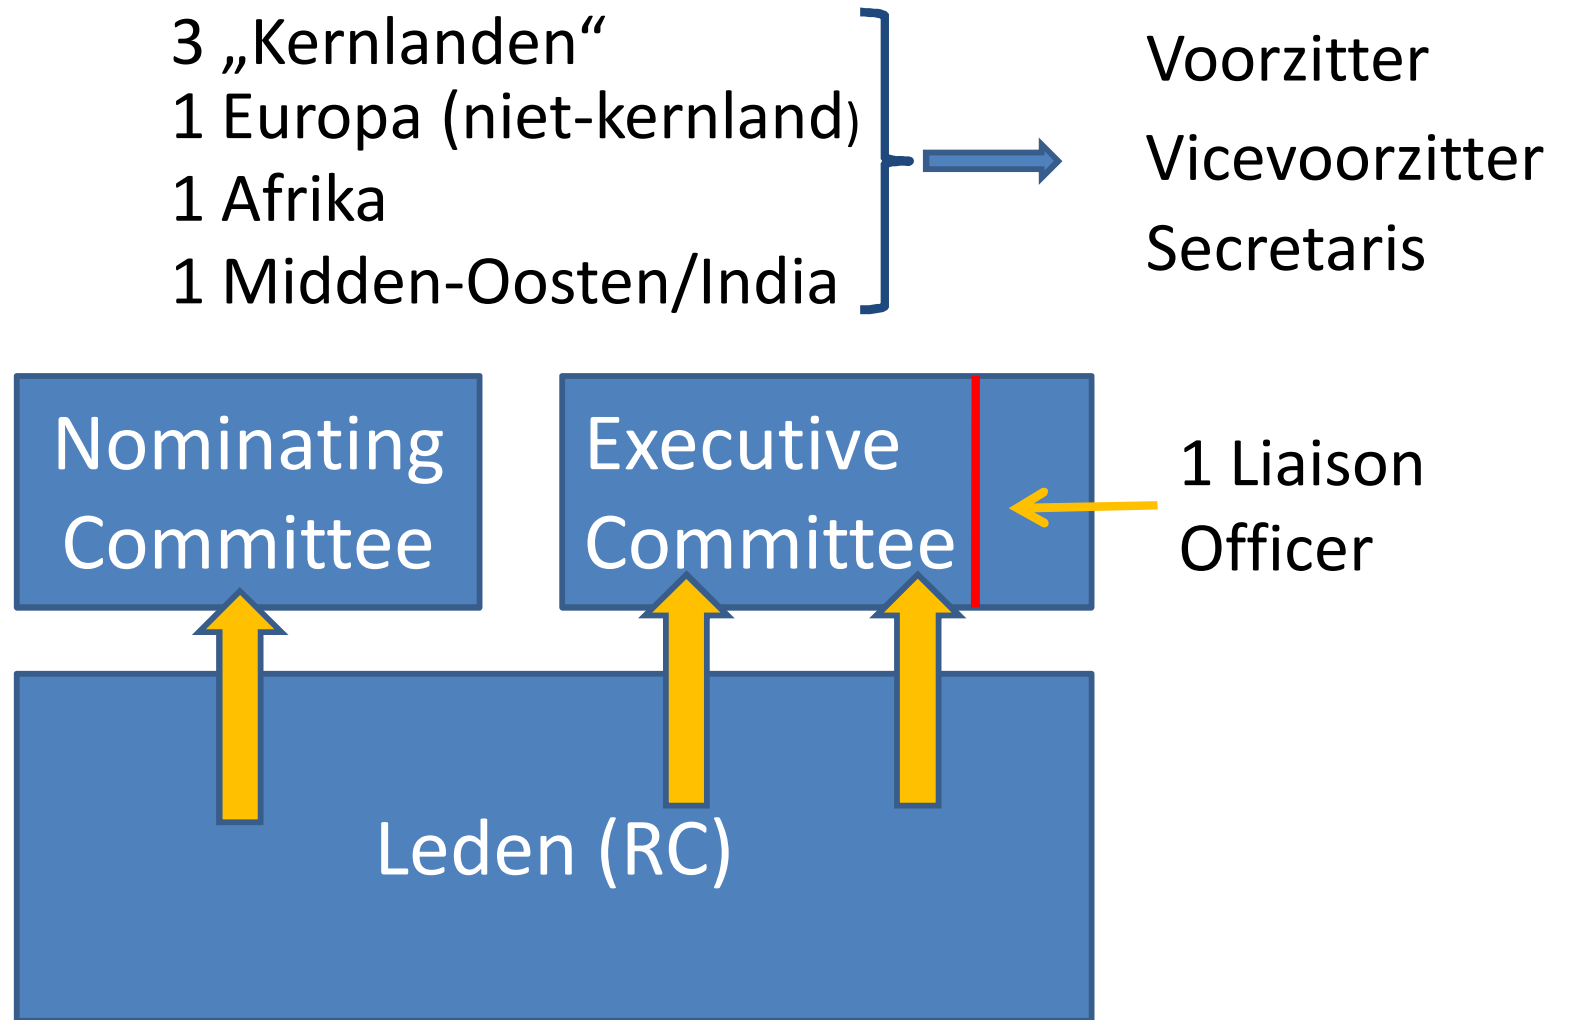 3 „Kernlanden“
1 Europa (niet-kernland)
1 Afrika
1 Midden-Oosten/India
Voorzitter
Vicevoorzitter
Secretaris
Nominating
Committee
Executive
Committee
1 Liaison
Officer
Leden (RC)